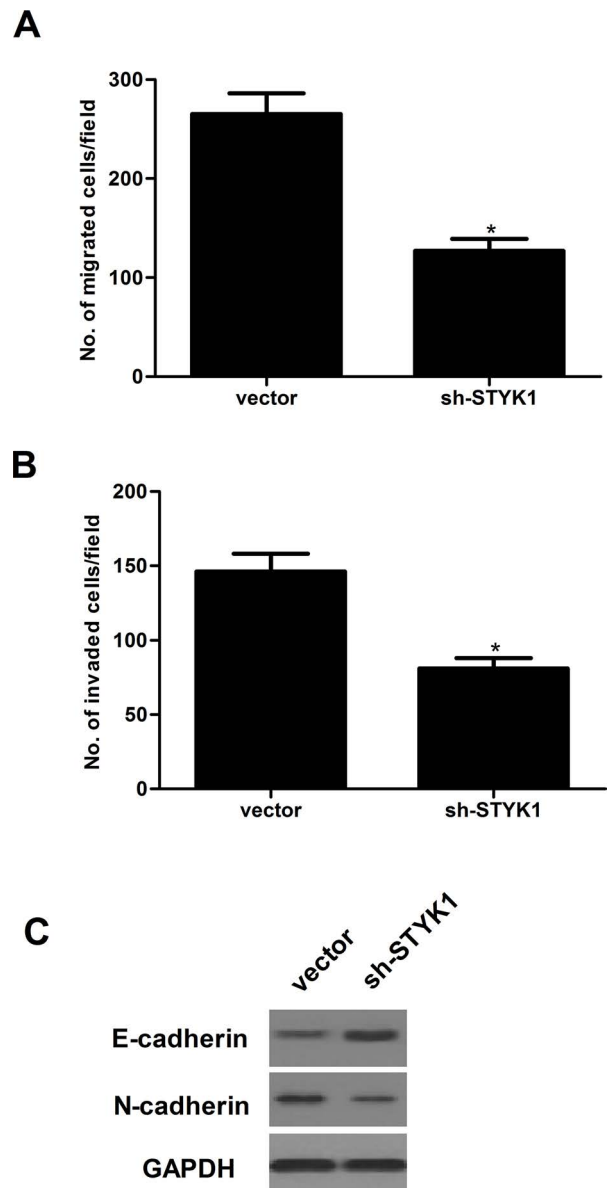 A
No. of migrated cells/field
300
200
100
0
*
vector
sh-STYK1
B
No. of invaded cells/field
200
150
100
50
0
*
vector
sh-STYK1
C
vector
sh-STYK1
E-cadherin
N-cadherin
GAPDH